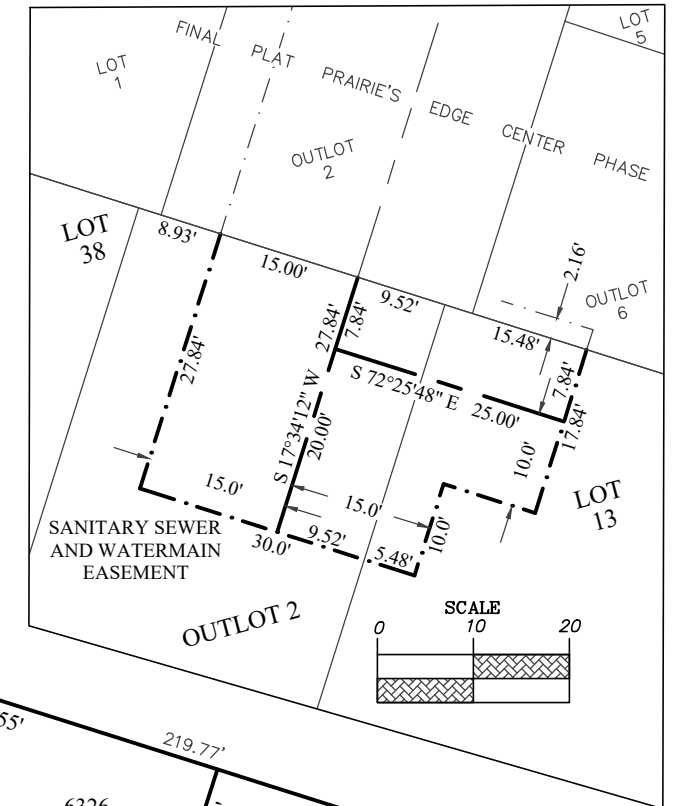 LOT
5
FINAL PLAT PRAIRIE'S EDGE CENTER PHASE
LOT
1
OUTLOT
2
LOT
38
8.93'
15.00'
9.52'
2.16'
OUTLOT
6
15.48'
27.84'
27.84'
7.84'
7.84'
17.84'
S 72°25'48" E
25.00'
S 17°34'12" W
20.00'
10.0'
LOT
13
15.0'
15.0'
SANITARY SEWER
AND WATERMAIN
EASEMENT
30.0'
9.52'
5.48'
10.0'
OUTLOT 2
SCALE
0 10 20
55'
219.77'
6326